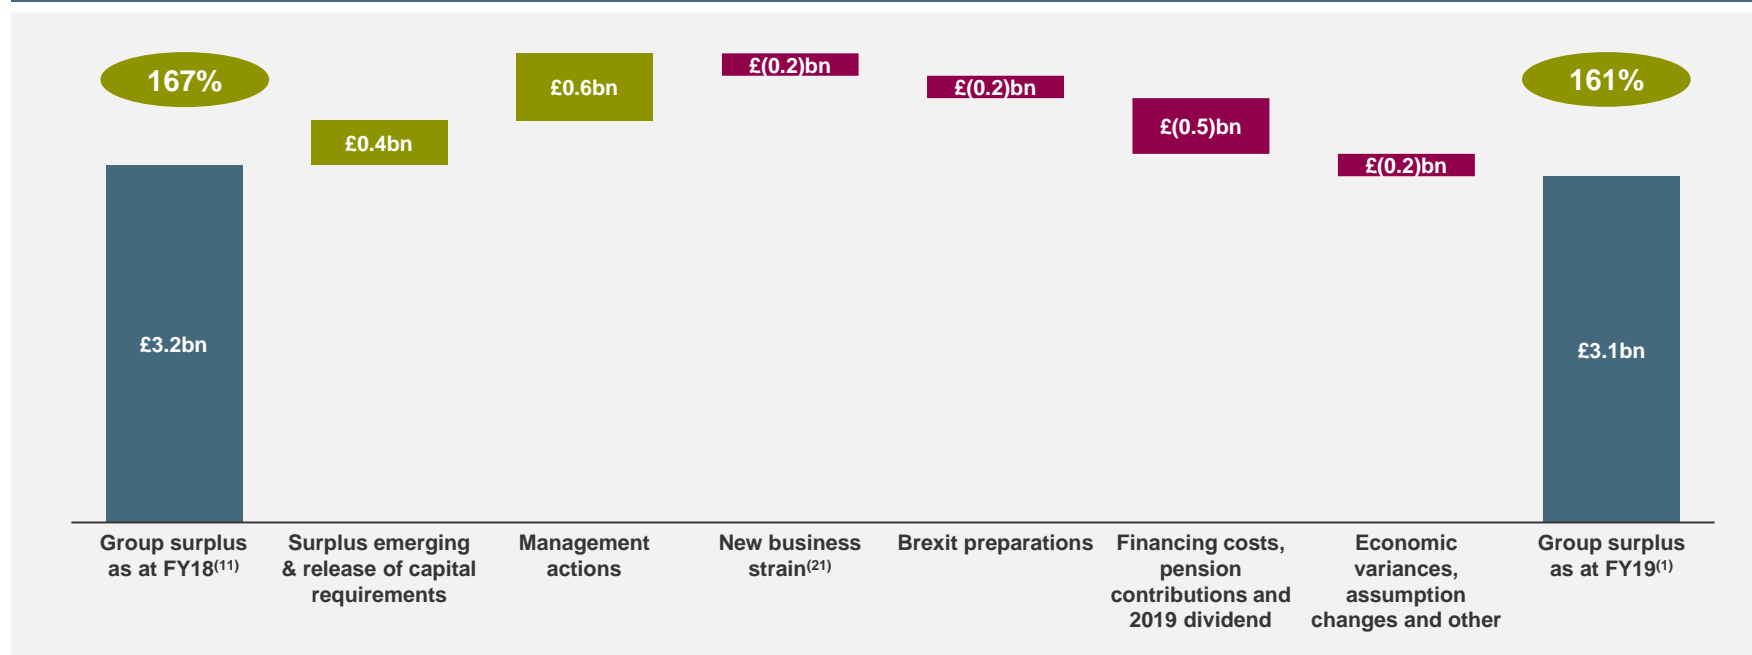 167%
£3.2bn
£0.4bn
£0.6bn
£(0.2)bn
£(0.2)bn
£(0.5)bn
£(0.2)bn
161%
£3.1bn
Group surplus
as at FY18(11)
Surplus emerging
& release of capital
requirements
Management
actions
New business
strain(21)
Brexit preparations
Financing costs,
pension
contributions and
2019 dividend
Economic
variances,
assumption
changes and other
Group surplus
as at FY19(1)